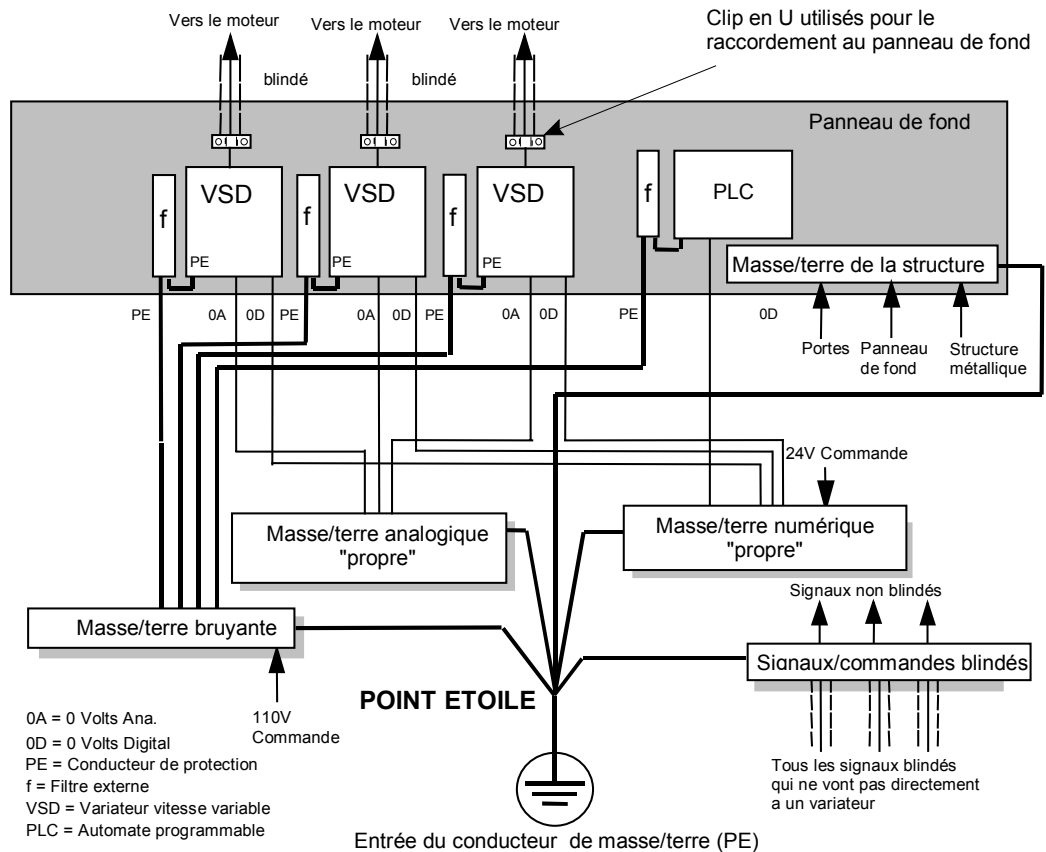 Vers le moteur
Vers le moteur
Vers le moteur
Clip en U utilisés pour le
raccordement au panneau de fond
blindé
blindé
Panneau de fond
f
VSD
PE
f
VSD
PE
f
VSD
PE
f
PLC
Masse/terre de la structure
PE
0A
0D
PE
0A
0D
PE
0A
0D
PE
0D
Portes
Panneau
de fond
Structure
métallique
24V Commande
Masse/terre analogique
"propre"
Masse/terre numérique
"propre"
Signaux non blindés
Masse/terre bruyante
Signaux/commandes blindés
POINT ETOILE
110V
Commande
0A = 0 Volts Ana.
0D = 0 Volts Digital
PE = Conducteur de protection
f = Filtre externe
VSD = Variateur vitesse variable
PLC = Automate programmable
Tous les signaux blindés
qui ne vont pas directement
a un variateur
Entrée du conducteur de masse/terre (PE)